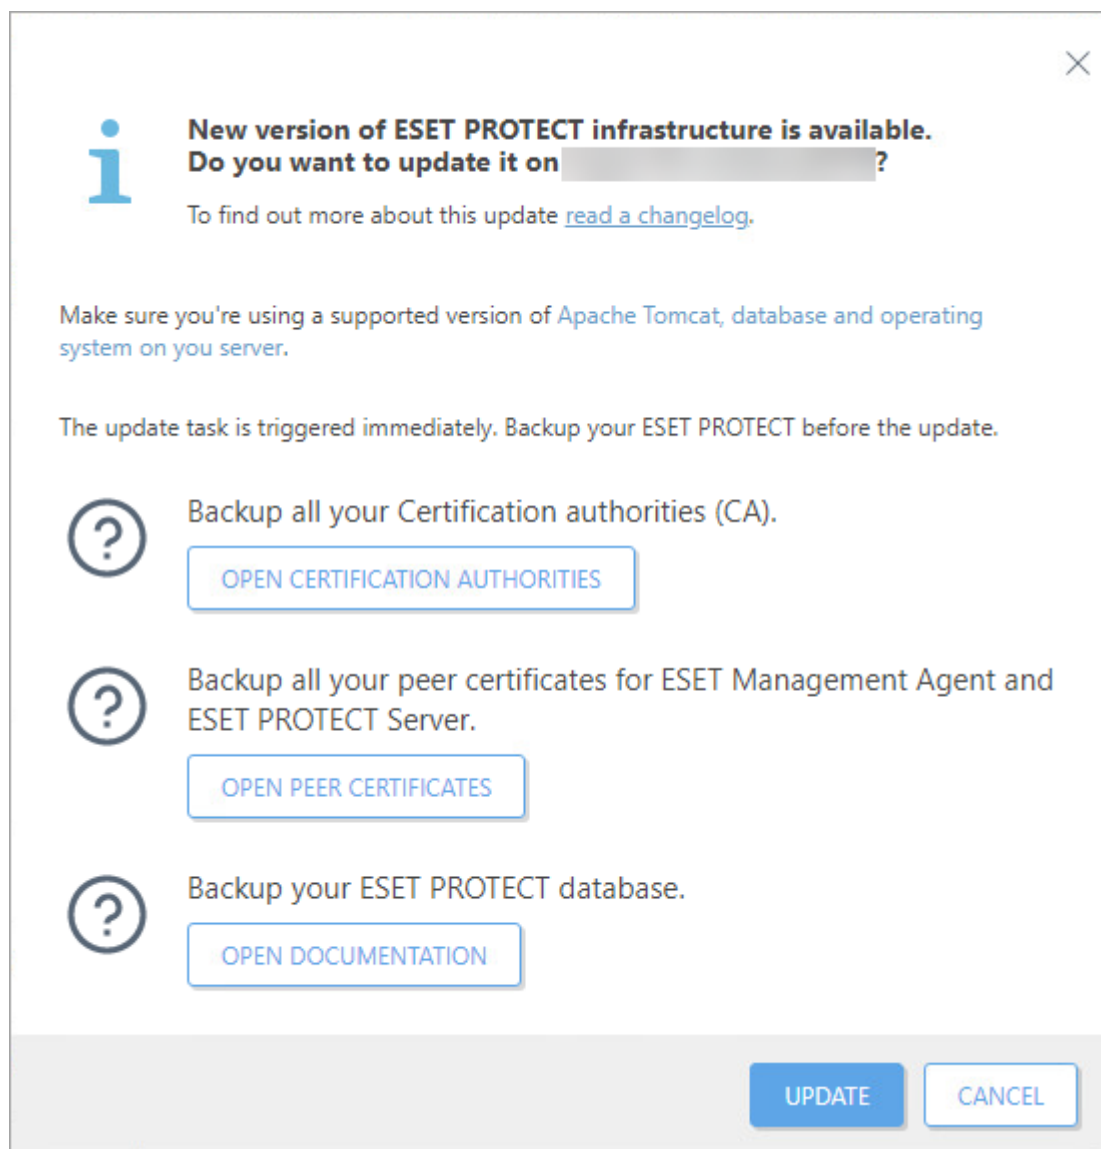 New version of ESET PROTECT infrastructure is available.
Do you want to update it on ?
To find out more about this update read a changelog.
Make sure you're using a supported version of Apache Tomcat, database and operating
system on you server.
The update task is triggered immediately. Backup your ESET PROTECT before the update.
Backup all your Certification authorities (CA).
OPEN CERTIFICATION AUTHORITIES
Backup all your peer certificates for ESET Management Agent and
ESET PROTECT Server.
OPEN PEER CERTIFICATES
Backup your ESET PROTECT database.
OPEN DOCUMENTATION
UPDATE CANCEL